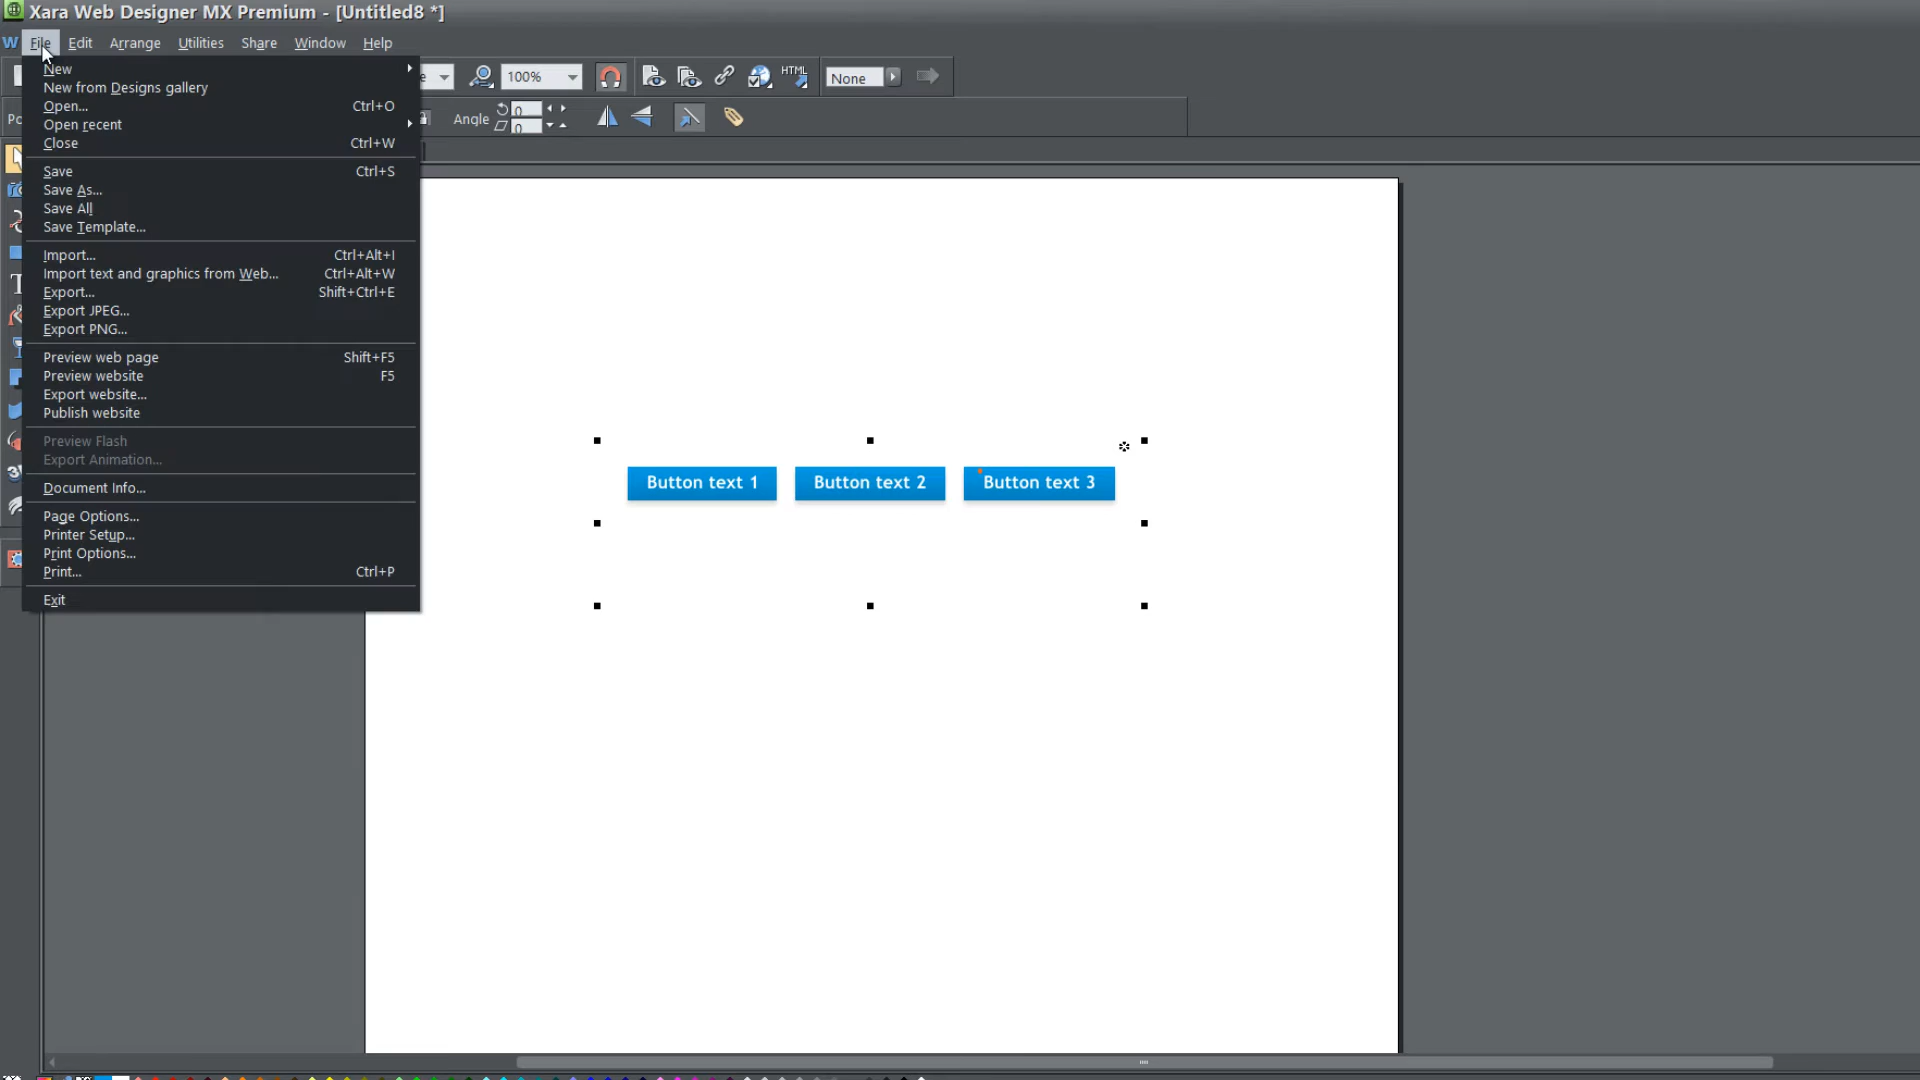 Xara Web Designer MX Premium - [Untitled8 *]
W File Edit Arrange Utilities Share Window Help
100%
HTML
None
Angle
0
0
New
New from Designs gallery
Open... Ctrl+O
Open recent
Close Ctrl+W
Save Ctrl+S
Save As...
Save All
Save Template...
Import... Ctrl+Alt+I
Import text and graphics from Web... Ctrl+Alt+W
Export... Shift+Ctrl+E
Export JPEG...
Export PNG...
Preview web page Shift+F5
Preview website F5
Export website...
Publish website
Preview Flash
Export Animation...
Document Info...
Page Options...
Printer Setup...
Print Options...
Print... Ctrl+P
Exit
Button text 1
Button text 2
Button text 3